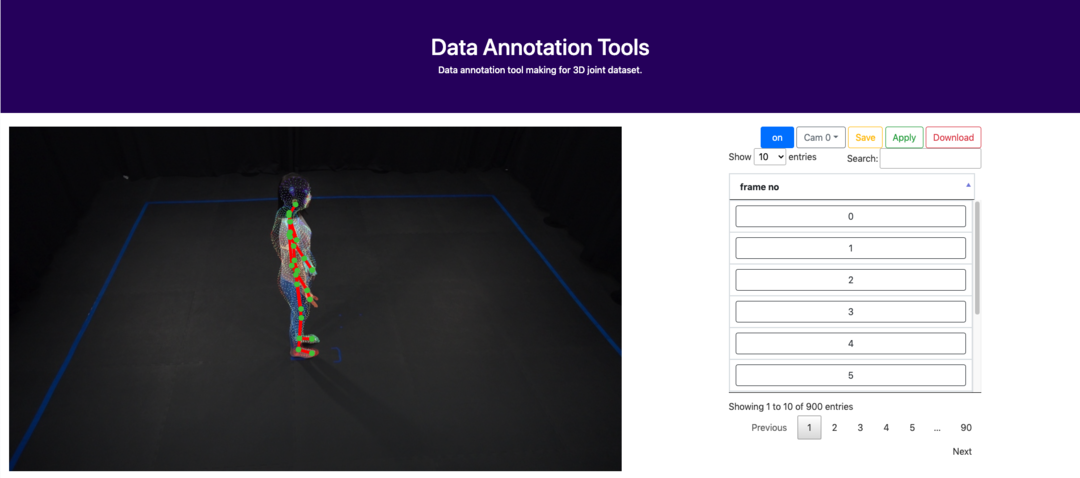 Data Annotation Tools
Data annotation tool making for 3D joint dataset.
on Cam 0 Save Apply Download
Show 10 entries Search:
frame no
0
1
2
3
4
5
Showing 1 to 10 of 900 entries
Previous 1 2 3 4 5 ... 90
Next